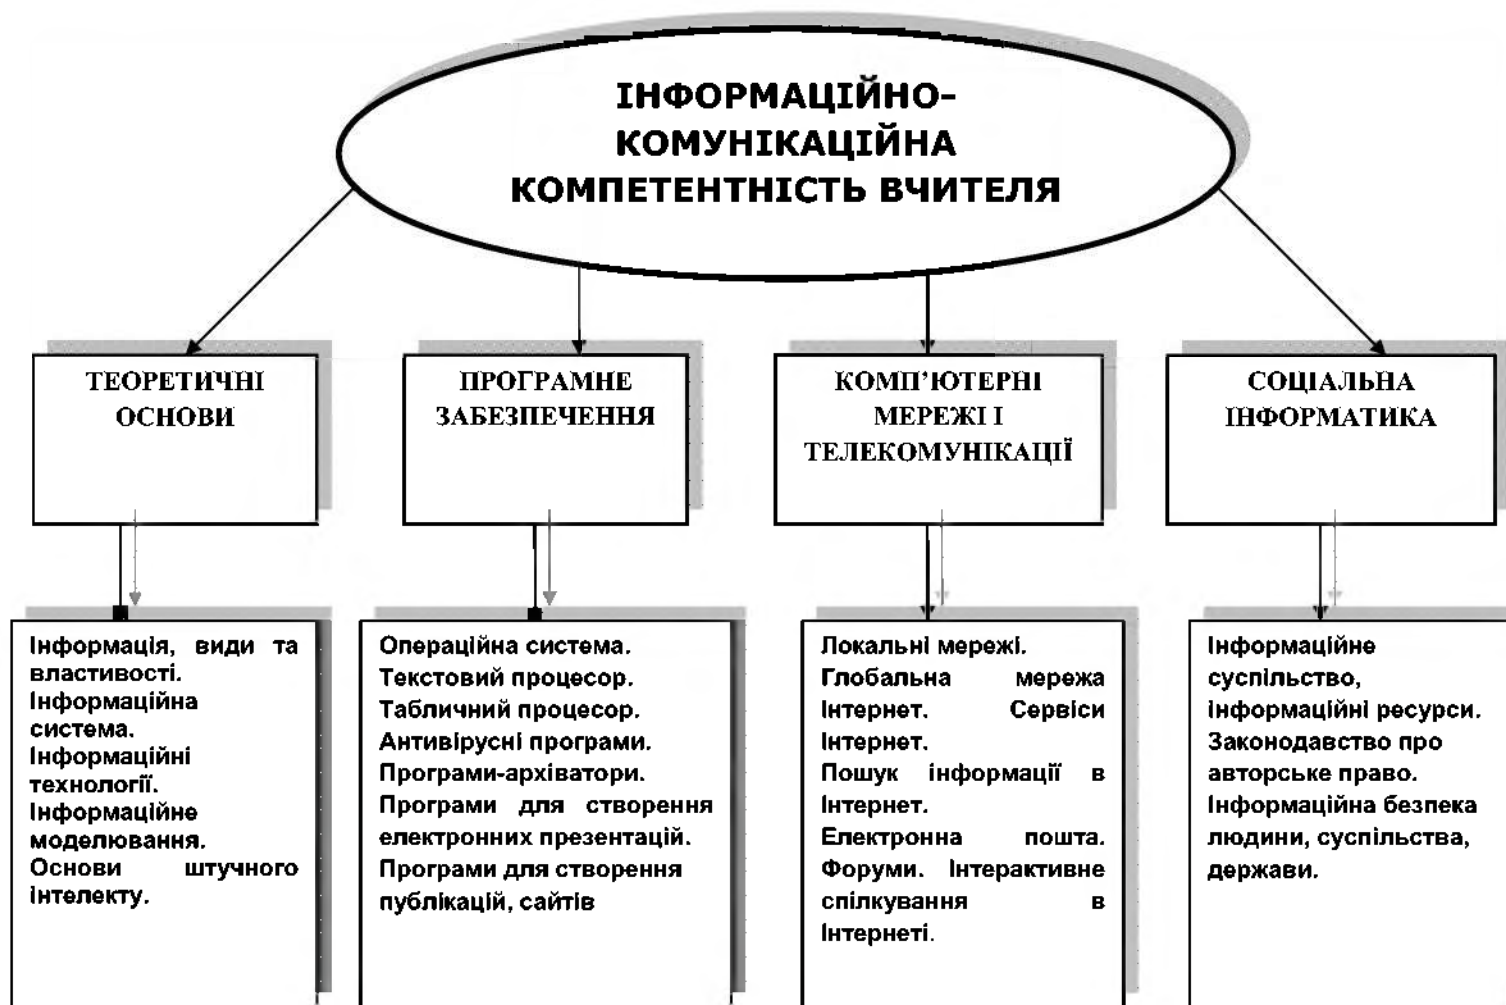 ІНФОРМАЦІЙНО-
КОМУНІКАЦІЙНА
КОМПЕТЕНТНІСТЬ ВЧИТЕЛЯ
ТЕОРЕТИЧНІ
ОСНОВИ
ПРОГРАМНЕ
ЗАБЕЗПЕЧЕННЯ
КОМП’ЮТЕРНІ
МЕРЕЖІ І
ТЕЛЕКОМУНІКАЦІЇ
СОЦІАЛЬНА
ІНФОРМАТИКА
Інформація, види та
властивості.
Інформаційна
система.
Інформаційні
технології.
Інформаційне
моделювання.
Основи штучного
інтелекту.
Операційна система.
Текстовий процесор.
Табличний процесор.
Антивірусні програми.
Програми-архіватори.
Програми для створення
електронних презентацій.
Програми для створення
публікацій, сайтів
Локальні мережі.
Глобальна мережа
Інтернет. Сервіси
Інтернет.
Пошук інформації в
Інтернет.
Електронна пошта.
Форуми. Інтерактивне
спілкування в
Інтернеті.
Інформаційне
суспільство,
інформаційні ресурси.
Законодавство про
авторське право.
Інформаційна безпека
людини, суспільства,
держави.